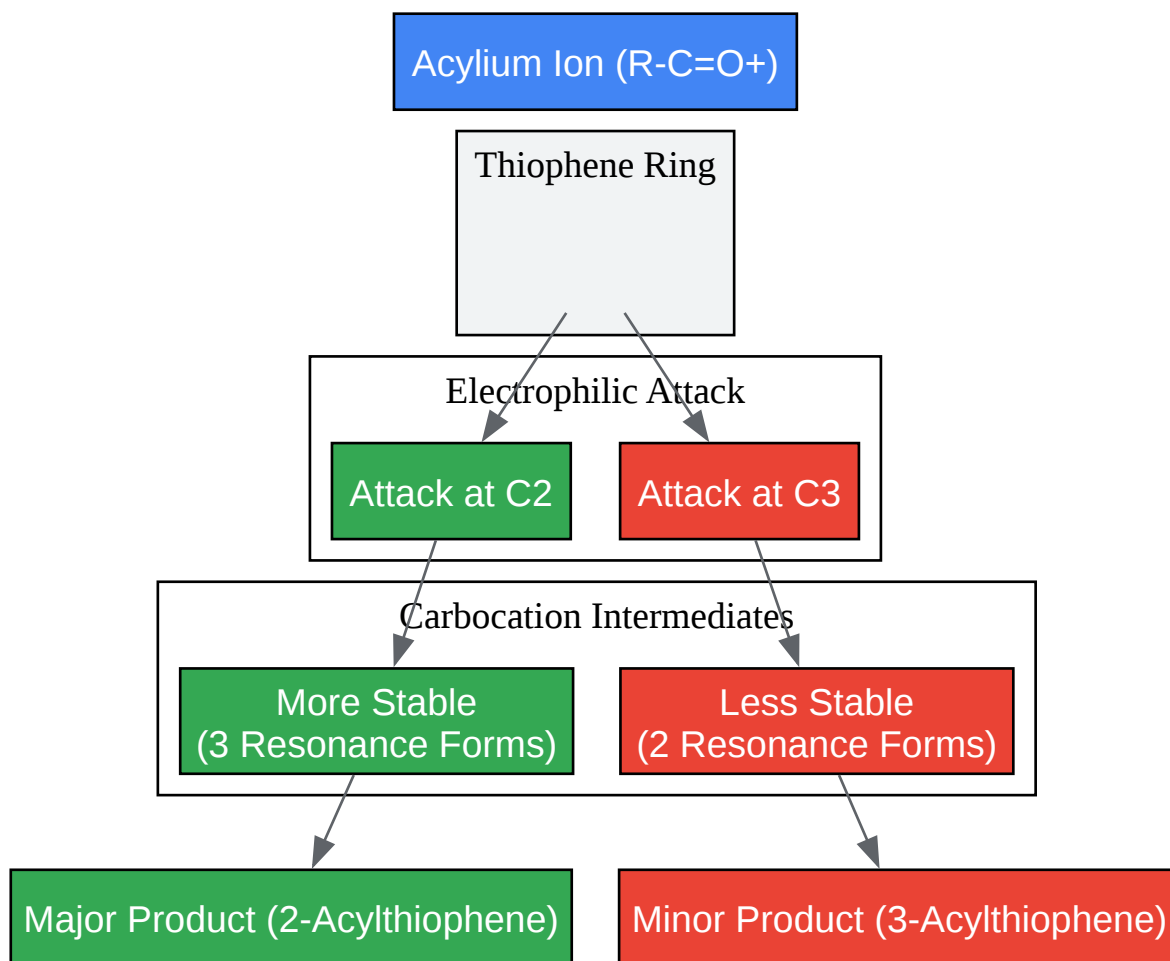 Acylium Ion (R-C=O+)
Thiophene Ring
Electrophilic Attack
Attack at C2
Attack at C3
Carbocation Intermediates
More Stable
(3 Resonance Forms)
Less Stable
(2 Resonance Forms)
Major Product (2-Acylthiophene)
Minor Product (3-Acylthiophene)